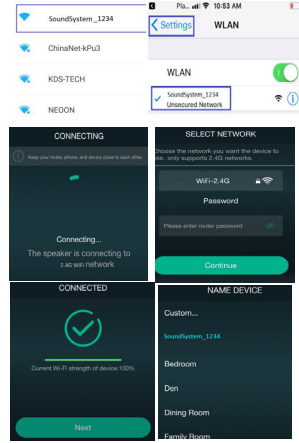 SoundSystem_1234
ChinaNet-kPu3
KDS-TECH
NEOON
Pla... 10:53 AM
Settings WLAN
WLAN
SoundSystem_1234
Unsecured Network
CONNECTING
Keep your router, phone, and device close to each other.
Connecting...
The speaker is connecting to
2.4G WiFi network
SELECT NETWORK
Choose the network you want the device to
use. only supports 2.4G networks.
WiFi-2.4G
Password
Please enter router password
Continue
CONNECTED
Current Wi-Fi strength of device:100%
Next
NAME DEVICE
Custom...
SoundSystem_1234
Bedroom
Den
Dining Room
Family Room